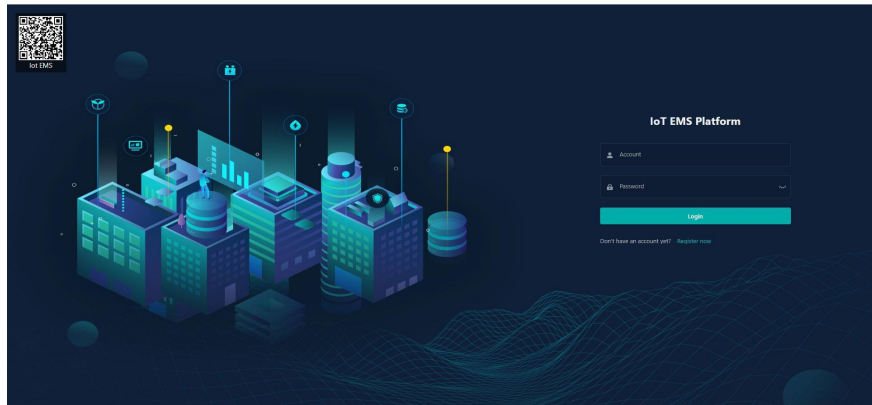 Iot EMS
IoT EMS Platform
Account
Password
Login
Don't have an account yet? Register now